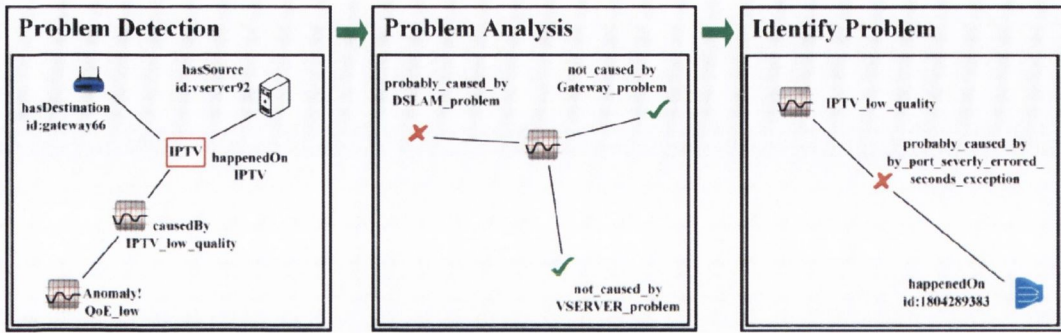 Problem Detection
hasSource
id:vserver92
hasDestination
id:gateway66
IPTV
happenedOn
IPTV
causedBy
IPTV_low_quality
Anomaly!
QoE_low
Problem Analysis
probably_caused_by
DSLAM_problem
not_caused_by
Gateway_problem
not_caused_by
VSERVER_problem
Identify Problem
IPTV_low_quality
probably_caused_by
by_port_severly_errored_
seconds_exception
happenedOn
id:1804289383